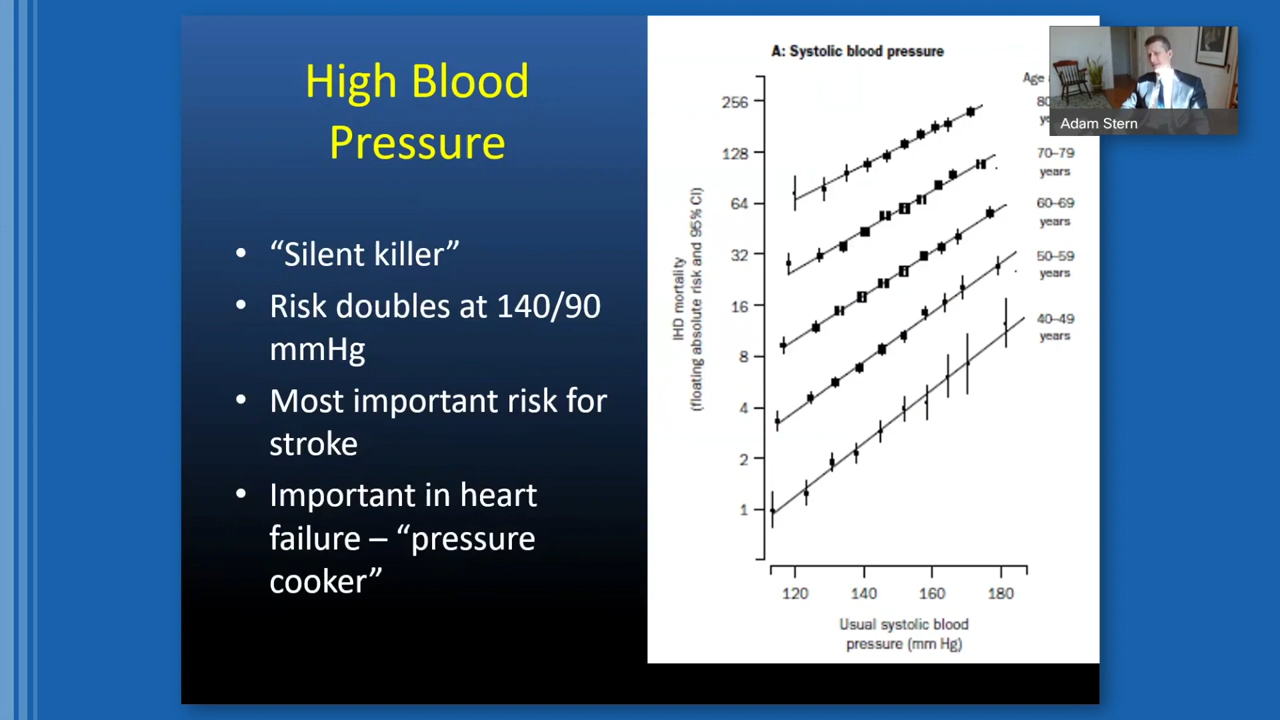 High Blood
Pressure
• “Silent killer”
• Risk doubles at 140/90
mmHg
• Most important risk for
stroke
• Important in heart
failure – “pressure
cooker”
A: Systolic blood pressure
Age
256
128
64
32
16
8
4
2
1
IHD mortality
(floating absolute risk and 95% CI)
70–79
years
60–69
years
50–59
years
40–49
years
120 140 160 180
Usual systolic blood
pressure (mm Hg)
Adam Stern